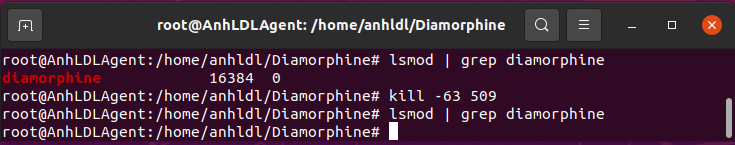 root@AnhLDLAgent: /home/anhldl/Diamorphine
root@AnhLDLAgent:/home/anhldl/Diamorphine# lsmod | grep diamorphine
diamorphine            16384  0
root@AnhLDLAgent:/home/anhldl/Diamorphine# kill -63 509
root@AnhLDLAgent:/home/anhldl/Diamorphine# lsmod | grep diamorphine
root@AnhLDLAgent:/home/anhldl/Diamorphine#